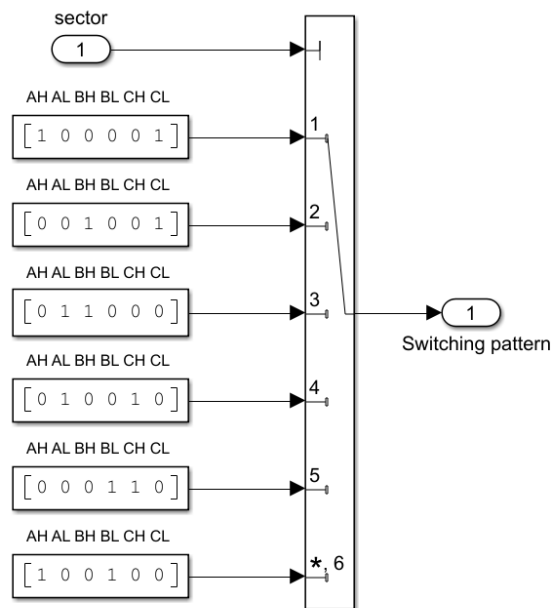 sector
1
AH AL BH BL CH CL
[1 0 0 0 0 1]
1
AH AL BH BL CH CL
[0 0 1 0 0 1]
2
AH AL BH BL CH CL
[0 1 1 0 0 0]
3
1
Switching pattern
AH AL BH BL CH CL
[0 1 0 0 1 0]
4
AH AL BH BL CH CL
[0 0 0 1 1 0]
5
AH AL BH BL CH CL
[1 0 0 1 0 0]
*, 6